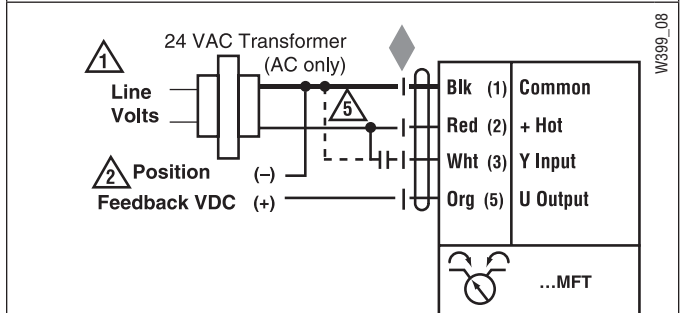 24 VAC Transformer
(AC only)
1
Line
Volts
5
2 Position (–)
Feedback VDC (+)
Blk (1) Common
Red (2) + Hot
Wht (3) Y Input
Org (5) U Output
...MFT
W399_08